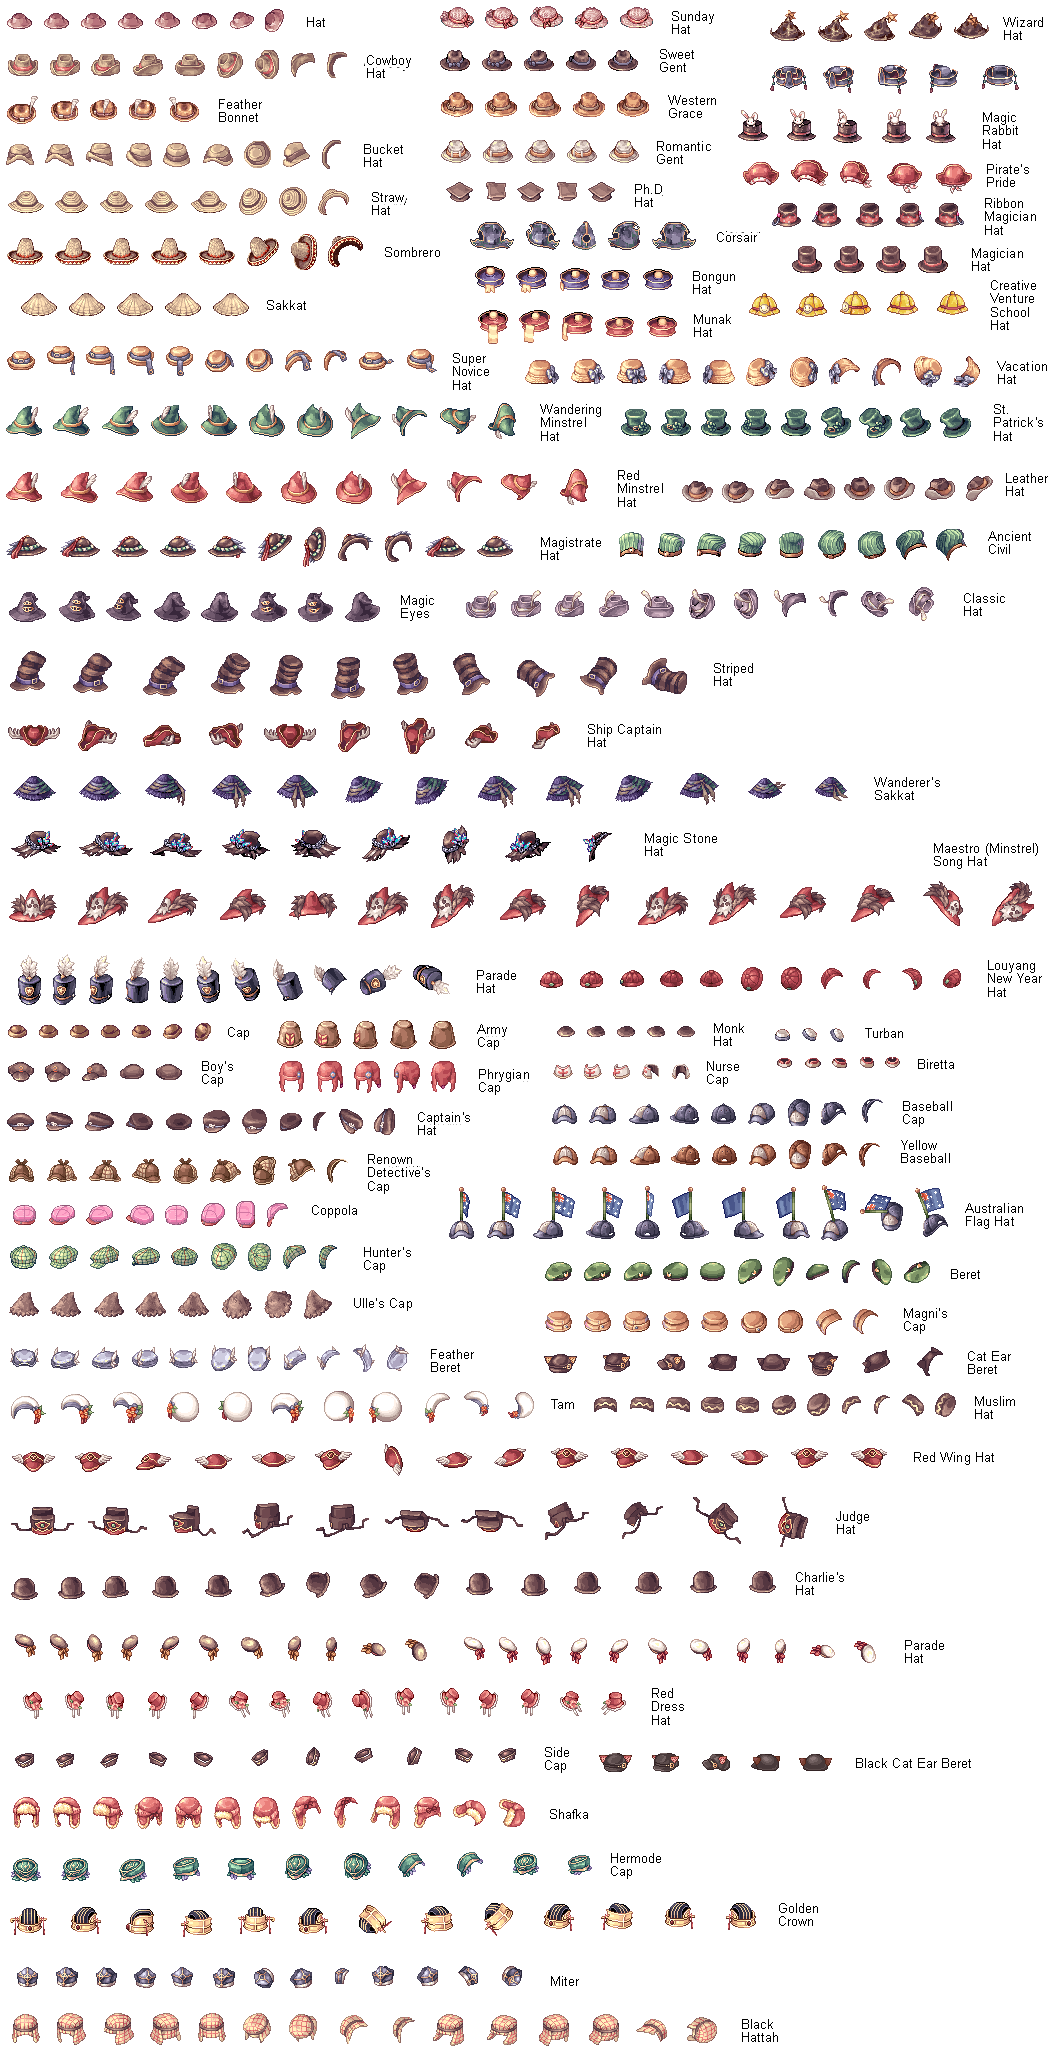 Hat
Sunday
Hat
Wizard
Hat
Cowboy
Hat
Sweet
Gent
Feather
Bonnet
Western
Grace
Magic
Rabbit
Hat
Bucket
Hat
Romantic
Gent
Pirate's
Pride
Straw
Hat
Ph.D
Hat
Ribbon
Magician
Hat
Sombrero
Corsair
Magician
Hat
Sakkat
Bongun
Hat
Creative
Venture
School
Hat
Munak
Hat
Super
Novice
Hat
Vacation
Hat
Wandering
Minstrel
Hat
St.
Patrick's
Hat
Red
Minstrel
Hat
Leather
Hat
Magistrate
Hat
Ancient
Civil
Magic
Eyes
Classic
Hat
Striped
Hat
Ship Captain
Hat
Wanderer's
Sakkat
Magic Stone
Hat
Maestro (Minstrel)
Song Hat
Parade
Hat
Louyang
New Year
Hat
Cap
Army
Cap
Monk
Hat
Turban
Boy's
Cap
Phrygian
Cap
Nurse
Cap
Biretta
Captain's
Hat
Baseball
Cap
Renown
Detective's
Cap
Yellow
Baseball
Coppola
Australian
Flag Hat
Hunter's
Cap
Beret
Ulle's Cap
Magni's
Cap
Feather
Beret
Cat Ear
Beret
Tam
Muslim
Hat
Red Wing Hat
Judge
Hat
Charlie's
Hat
Parade
Hat
Red
Dress
Hat
Side
Cap
Black Cat Ear Beret
Shafka
Hermode
Cap
Golden
Crown
Miter
Black
Hattah